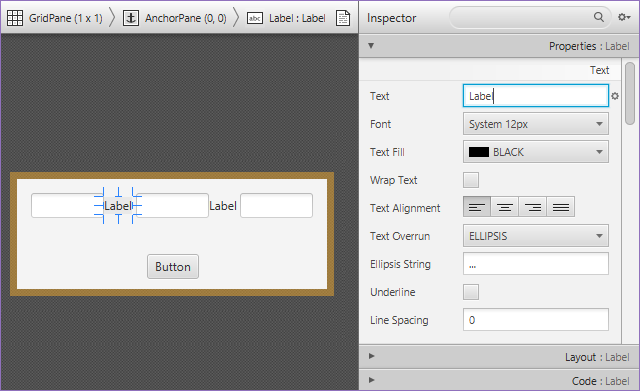 GridPane (1 x 1) AnchorPane (0, 0) abc Label : Label
Label Label
Button
Inspector
Properties : Label
Text
Text Label
Font System 12px
Text Fill BLACK
Wrap Text
Text Alignment
Text Overrun ELLIPSIS
Ellipsis String ...
Underline
Line Spacing 0
Layout : Label
Code : Label